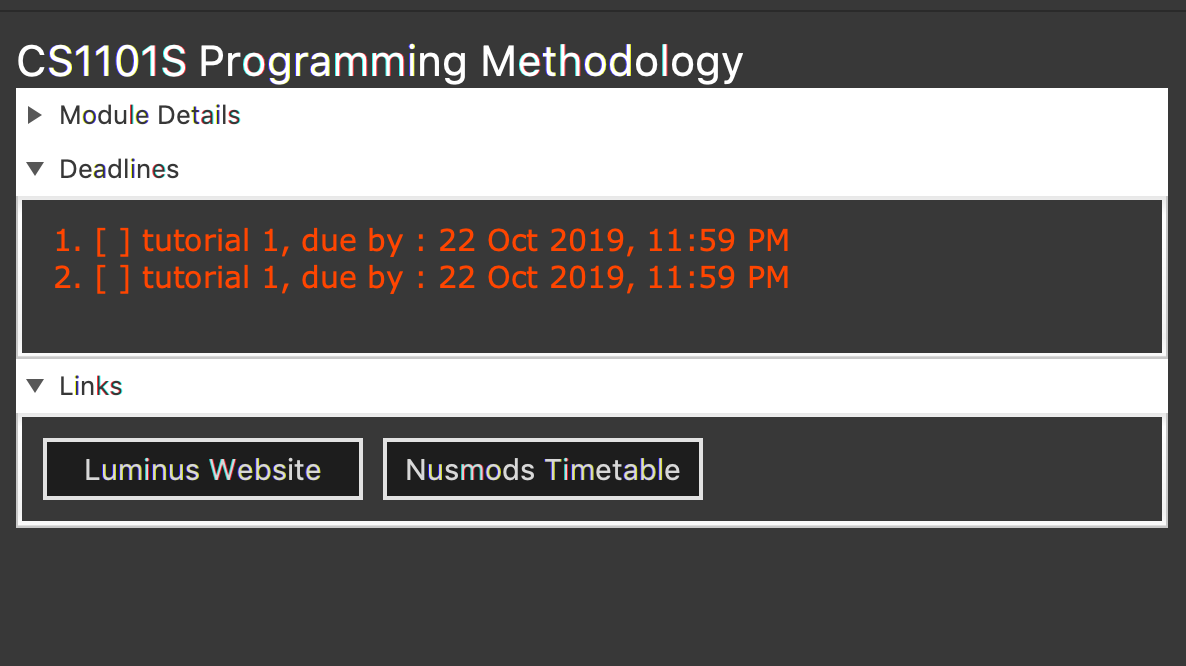 CS1101S Programming Methodology
Module Details
Deadlines
1. [ ] tutorial 1, due by : 22 Oct 2019, 11:59 PM
2. [ ] tutorial 1, due by : 22 Oct 2019, 11:59 PM
Links
Luminus Website Nusmods Timetable